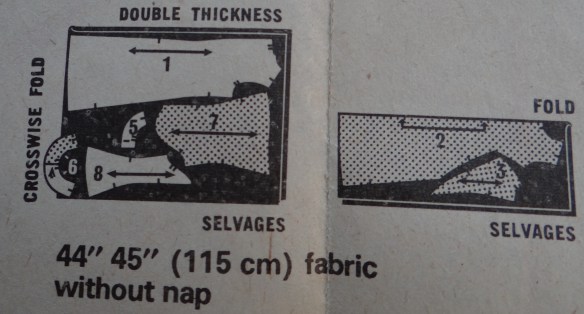 DOUBLE THICKNESS
CROSSWISE FOLD
1
5
7
6
8
SELVAGES
FOLD
2
3
SELVAGES
44″ 45″ (115 cm) fabric
without nap